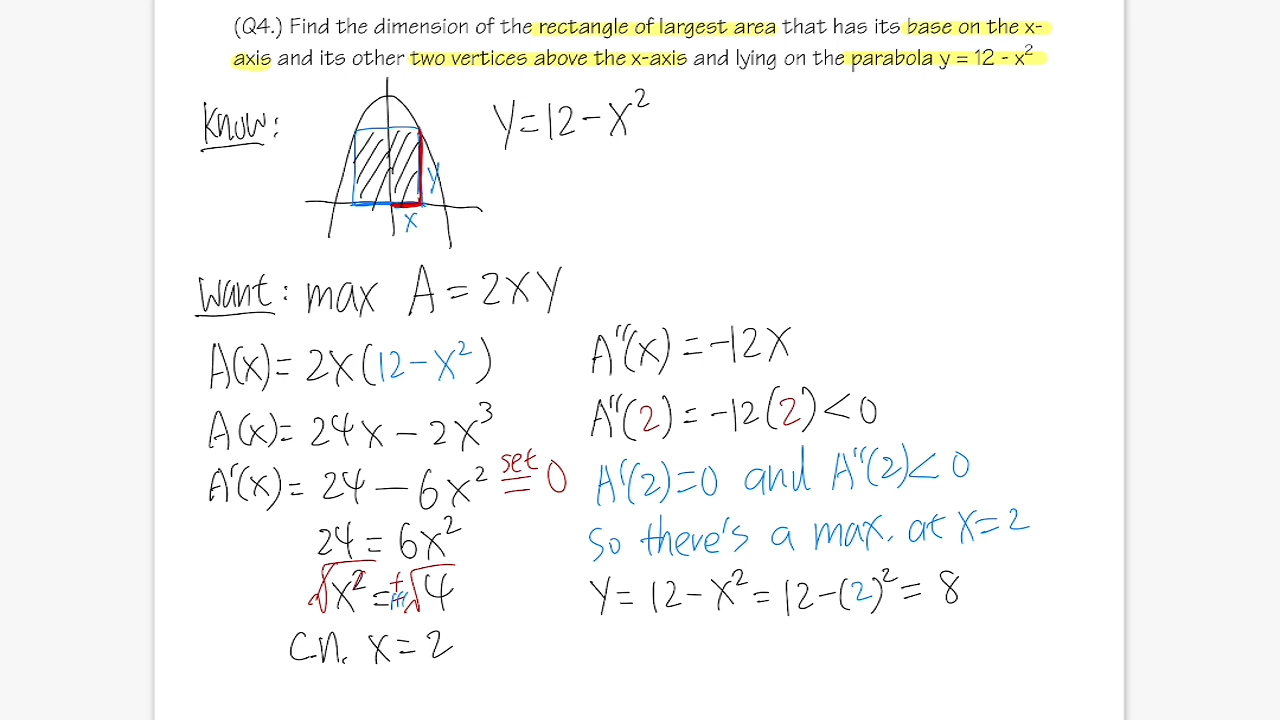 (Q4.) Find the dimension of the rectangle of largest area that has its base on the x-
axis and its other two vertices above the x-axis and lying on the parabola y = 12 - x²
Know:
y
x
Y=12-X²
Want: max A = 2XY
A(x)= 2X(12-X²)
A(x)= 24x - 2X³
A'(x) = 24 - 6x² set = 0
24 = 6x²
√x² = ±√4
C.n. x=2
A''(x) = -12X
A''(2) = -12(2) < 0
A'(2)=0 and A''(2)<0
So there's a max. at X=2
Y= 12-X² = 12-(2)² = 8